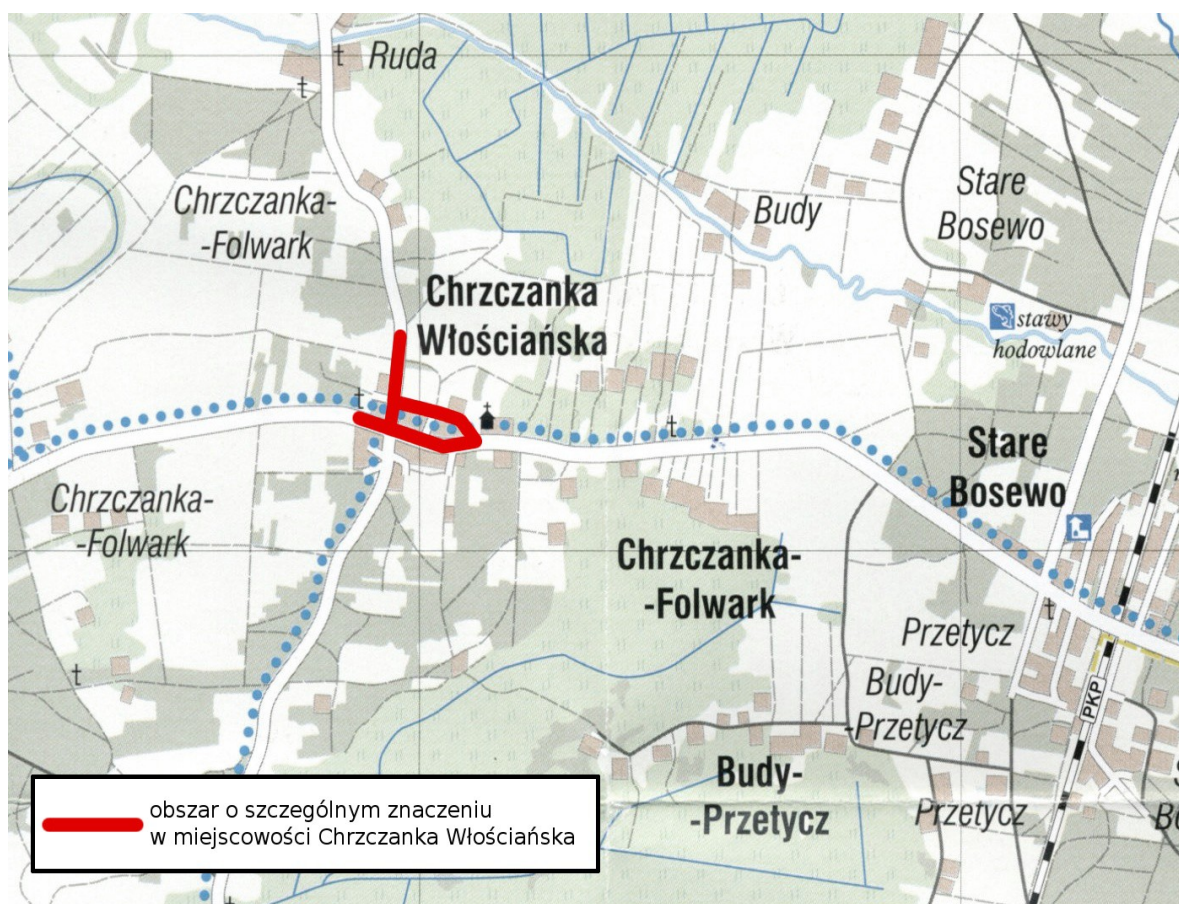 Ruda
Chrzczanka-
-Folwark
Budy
Stare
Bosewo
Chrzczanka
Włościańska
stawy
hodowlane
Chrzczanka-
-Folwark
Stare
Bosewo
Chrzczanka-
-Folwark
Przetycz
Budy-
-Przetycz
PKP
Budy-
-Przetycz
Przetycz
obszar o szczególnym znaczeniu
w miejscowości Chrzczanka Włościańska